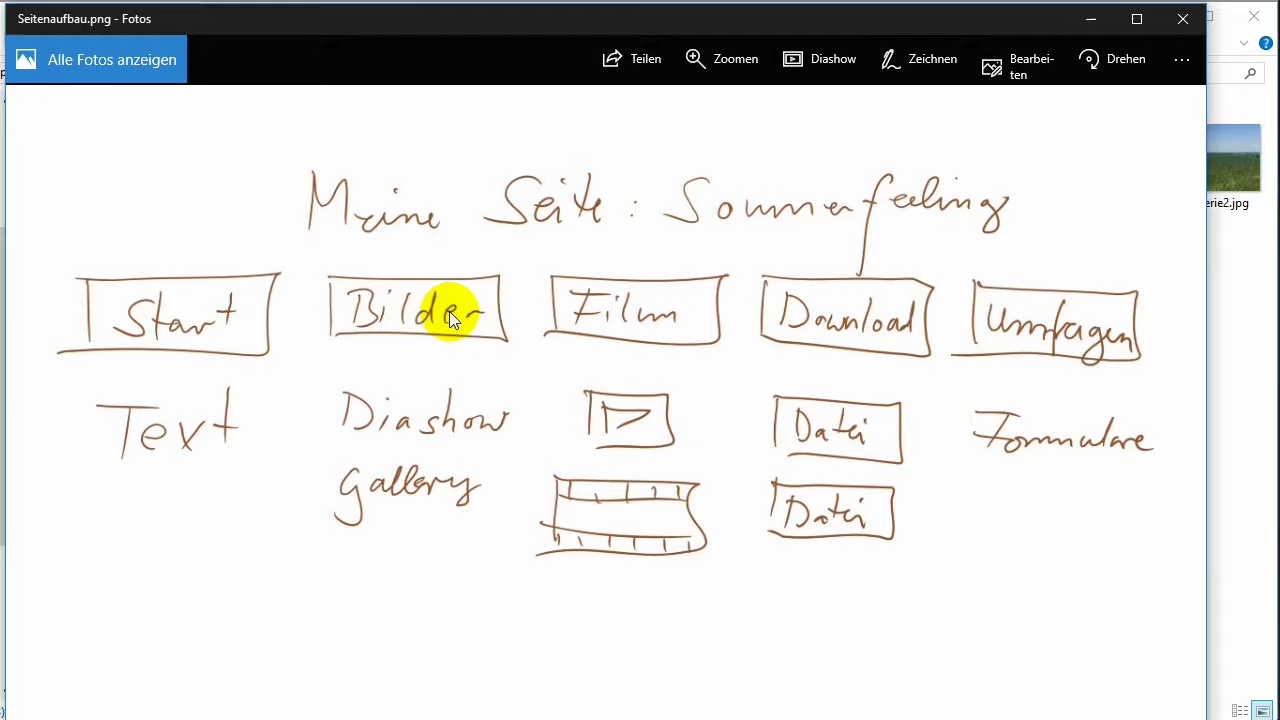 Seitenaufbau.png - Fotos
Alle Fotos anzeigen
Teilen
Zoomen
Diashow
Zeichnen
Bearbei-
ten
Drehen
Meine Seite: Sommerfeeling
Start
Bilder
Film
Download
Umfragen
Text
Diashow
Gallery
Datei
Datei
Formulare
erie2.jpg